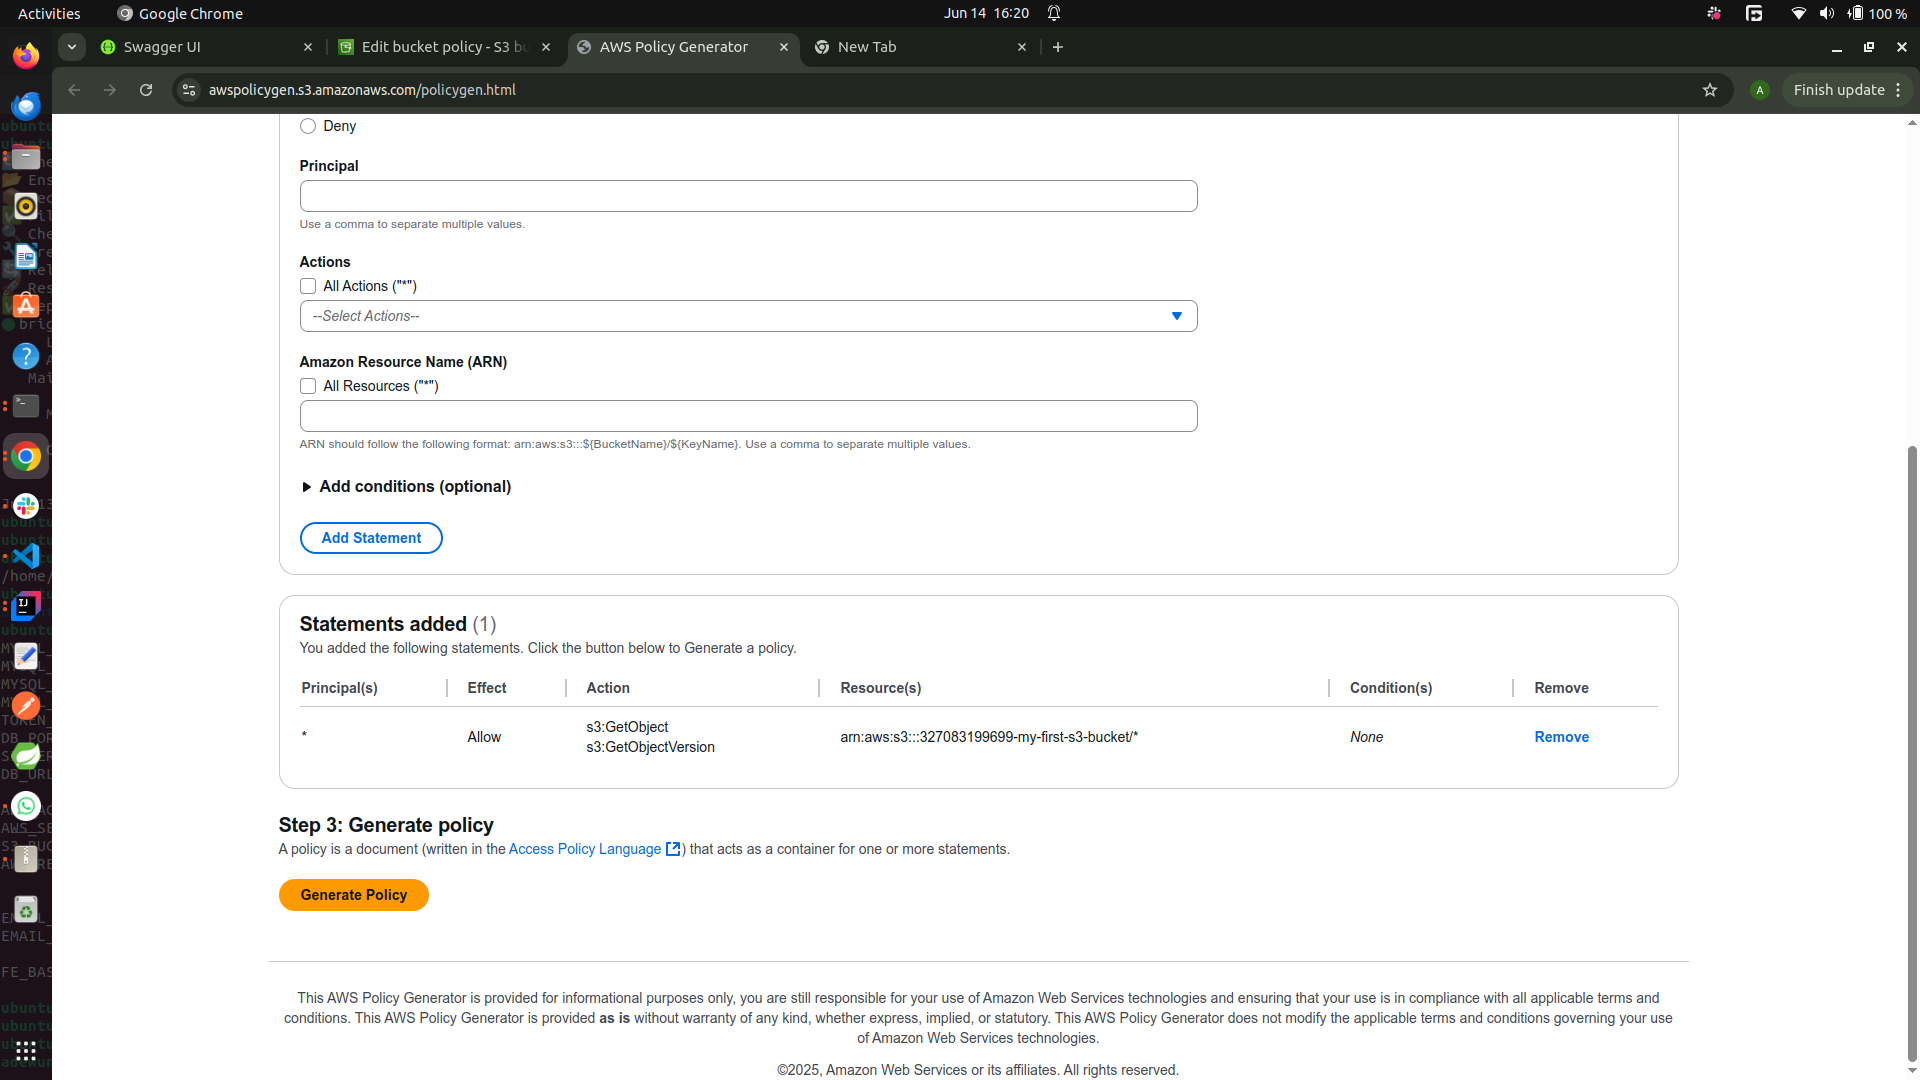 Activities
Google Chrome
Jun 14 16:20
100 %
Swagger UI
Edit bucket policy - S3 bu
AWS Policy Generator
New Tab
awspolicygen.s3.amazonaws.com/policygen.html
A
Finish update
Deny
Principal
Use a comma to separate multiple values.
Actions
All Actions ("*")
--Select Actions--
Amazon Resource Name (ARN)
All Resources ("*")
ARN should follow the following format: arn:aws:s3:::${BucketName}/${KeyName}. Use a comma to separate multiple values.
Add conditions (optional)
Add Statement
Statements added (1)
You added the following statements. Click the button below to Generate a policy.
Principal(s) Effect Action Resource(s) Condition(s) Remove
* Allow s3:GetObject arn:aws:s3:::327083199699-my-first-s3-bucket/* None Remove
s3:GetObjectVersion
Step 3: Generate policy
A policy is a document (written in the Access Policy Language ) that acts as a container for one or more statements.
Generate Policy
This AWS Policy Generator is provided for informational purposes only, you are still responsible for your use of Amazon Web Services technologies and ensuring that your use is in compliance with all applicable terms and
conditions. This AWS Policy Generator is provided as is without warranty of any kind, whether express, implied, or statutory. This AWS Policy Generator does not modify the applicable terms and conditions governing your use
of Amazon Web Services technologies.
©2025, Amazon Web Services or its affiliates. All rights reserved.